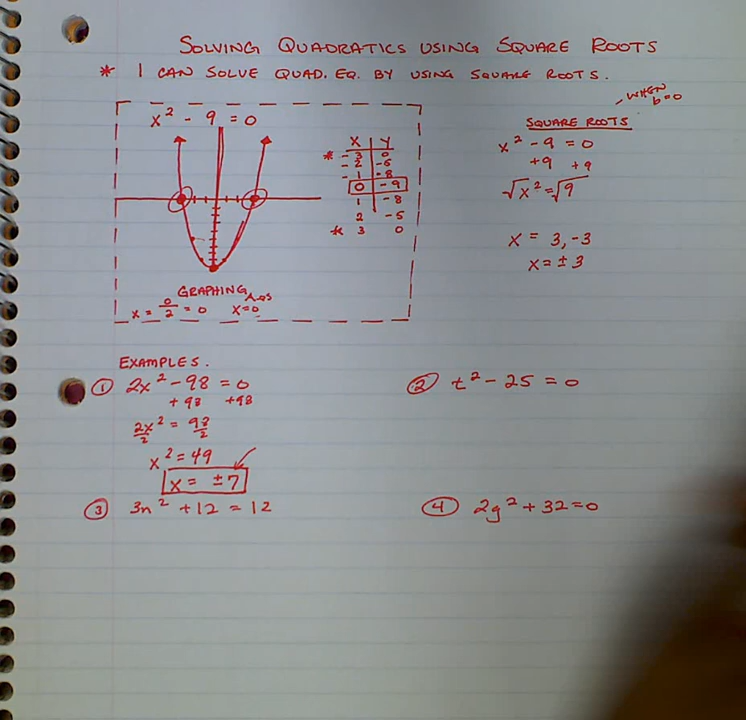 SOLVING QUADRATICS USING SQUARE ROOTS
* I CAN SOLVE QUAD. EQ. BY USING SQUARE ROOTS.
x² - 9 = 0
X Y
* -3 0
-2 -5
-1 -8
0 -9
1 -8
2 -5
* 3 0
GRAPHING
x = 0/2 = 0 AOS x=0
- WHEN b=0
SQUARE ROOTS
x² - 9 = 0
+9 +9
√x² = √9
x = 3, -3
x = ± 3
EXAMPLES.
① 2x² - 98 = 0
+ 98 +98
2x²/2 = 98/2
x² = 49
x = ±7
② t² - 25 = 0
③ 3n² + 12 = 12
④ 2g² + 32 = 0